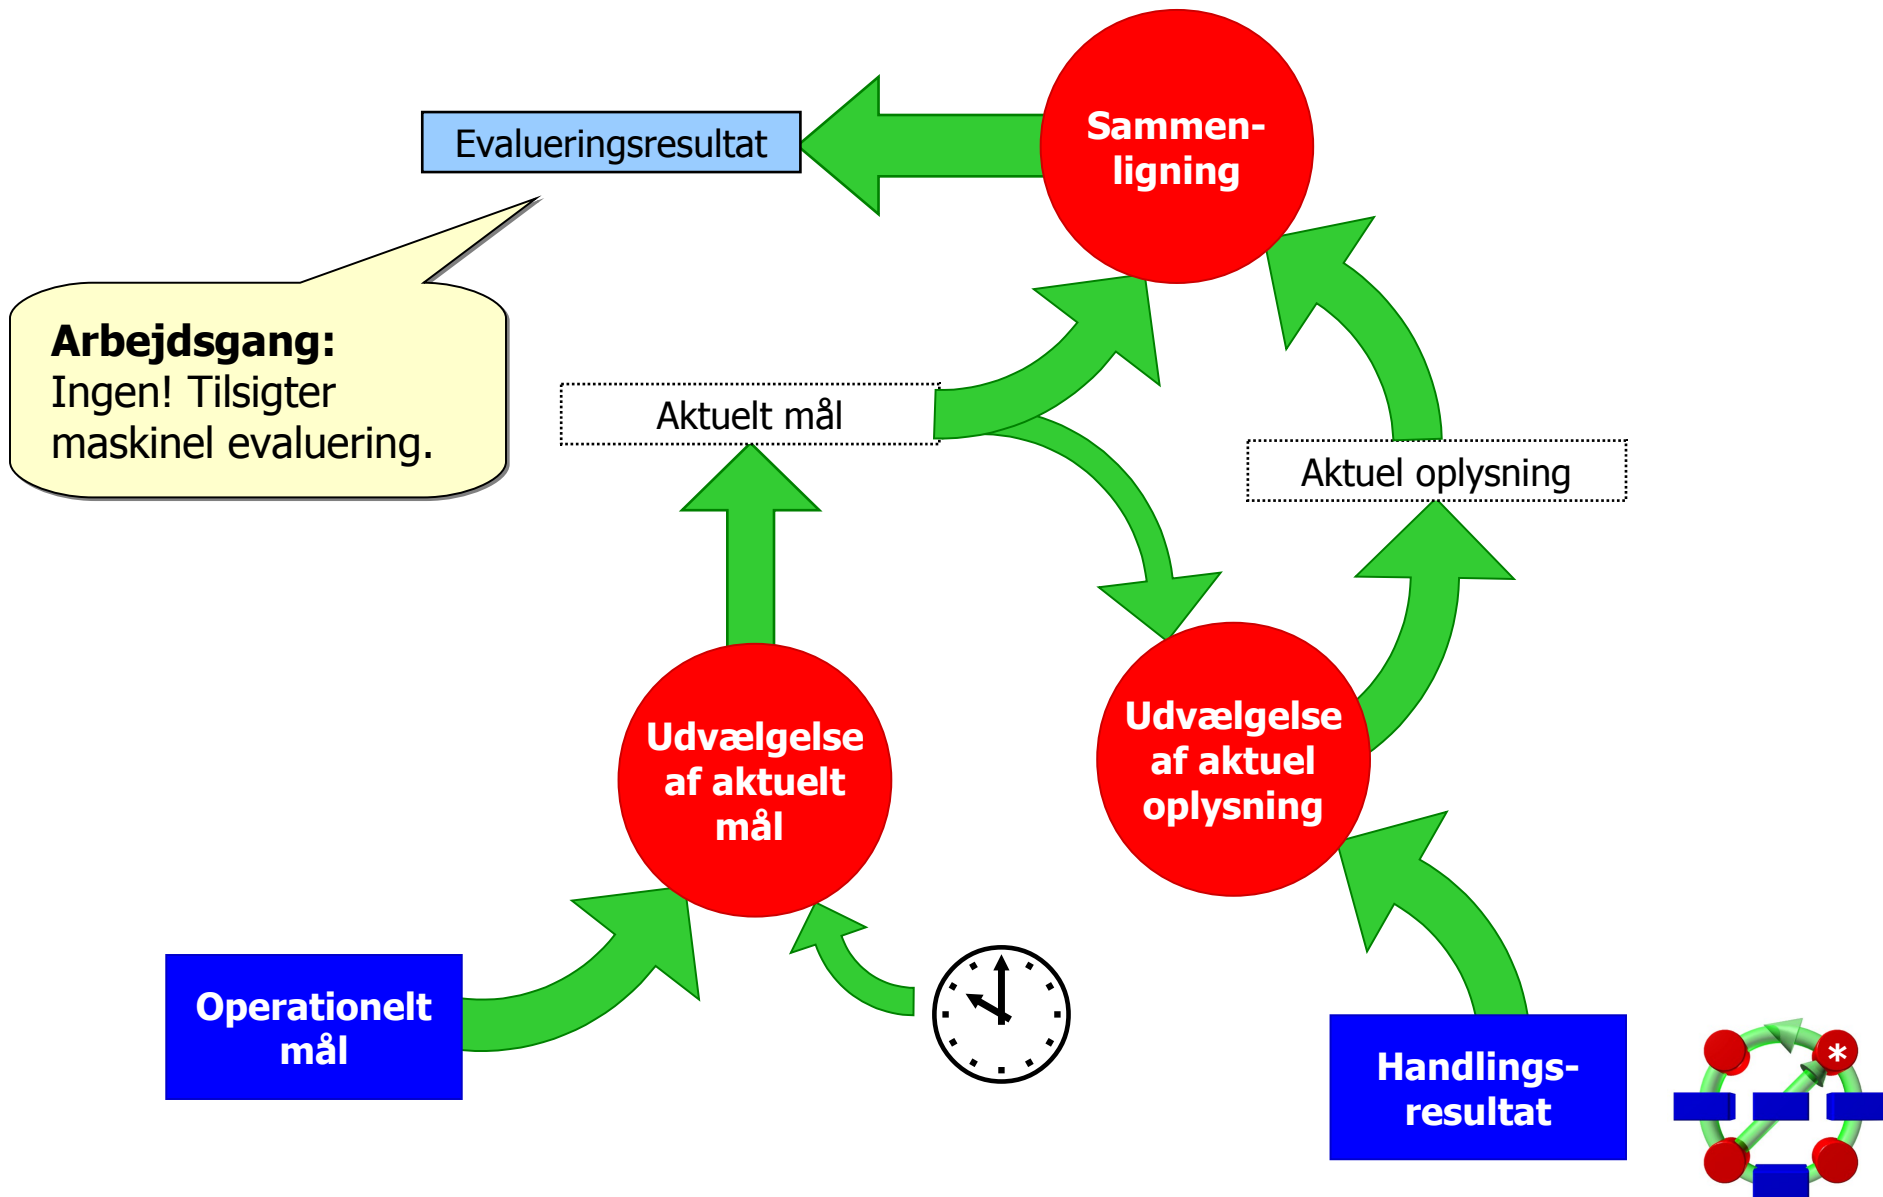 Sammen-
ligning
Evalueringsresultat
Arbejdsgang:
Ingen! Tilsigter
maskinel evaluering.
Aktuelt mål
Aktuel oplysning
Udvælgelse
af aktuelt
mål
Udvælgelse
af aktuel
oplysning
Operationelt
mål
Handlings-
resultat
*